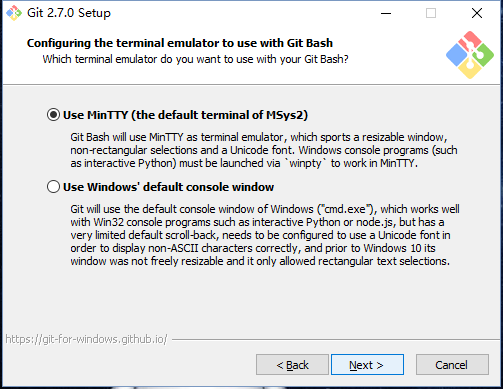 Git 2.7.0 Setup
Configuring the terminal emulator to use with Git Bash
Which terminal emulator do you want to use with your Git Bash?
Use MinTTY (the default terminal of MSys2)
Git Bash will use MinTTY as terminal emulator, which sports a resizable window,
non-rectangular selections and a Unicode font. Windows console programs (such
as interactive Python) must be launched via `winpty` to work in MinTTY.
Use Windows' default console window
Git will use the default console window of Windows ("cmd.exe"), which works well
with Win32 console programs such as interactive Python or node.js, but has a
very limited default scroll-back, needs to be configured to use a Unicode font in
order to display non-ASCII characters correctly, and prior to Windows 10 its
window was not freely resizable and it only allowed rectangular text selections.
https://git-for-windows.github.io/
< Back
Next >
Cancel